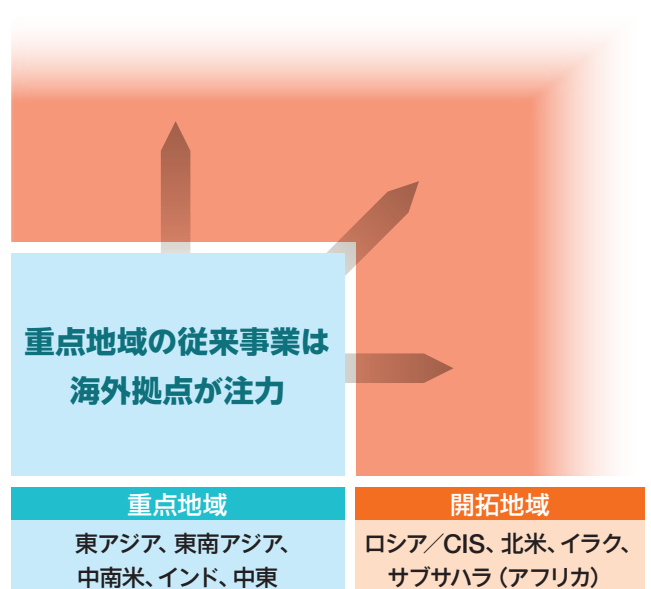 重点地域の従来事業は
海外拠点が注力
重点地域
東アジア、東南アジア、
中南米、インド、中東
開拓地域
ロシア／CIS、北米、イラク、
サブサハラ（アフリカ）